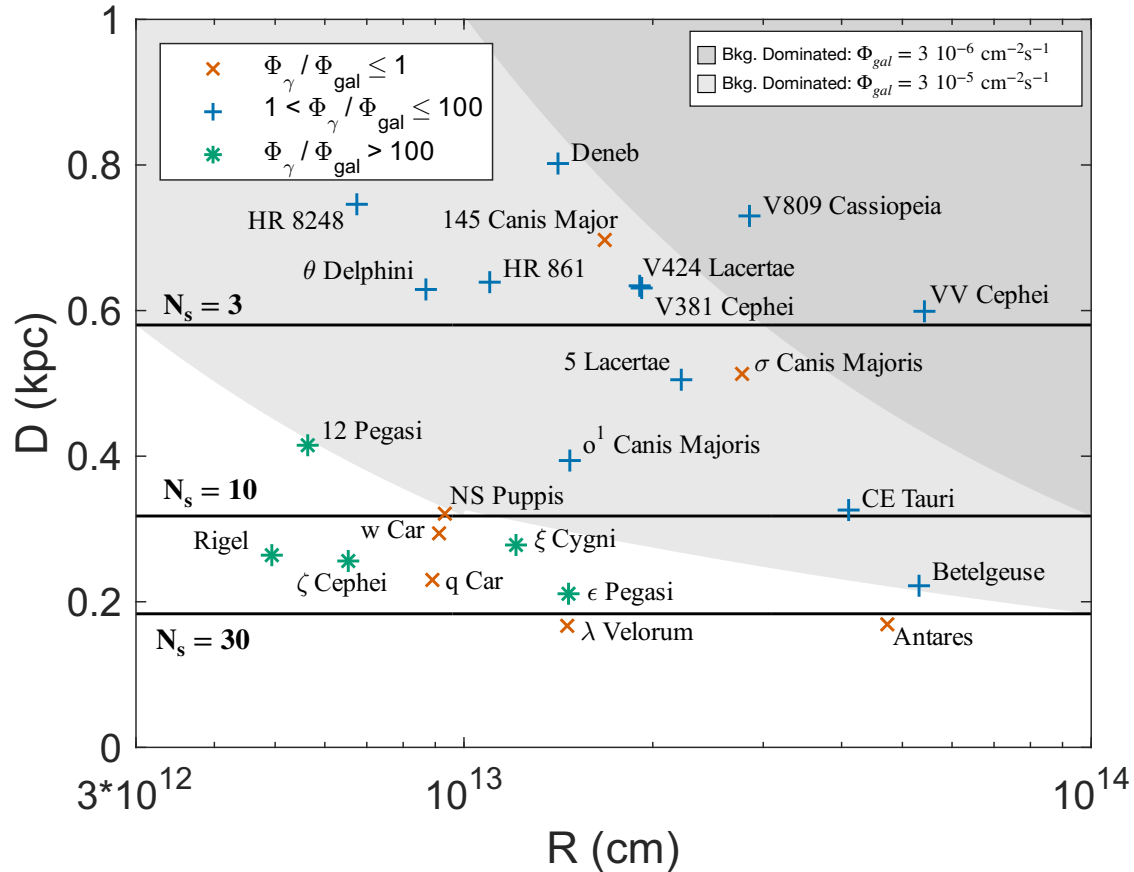 1
0.8
0.6
0.4
0.2
0
D (kpc)
Φγ / Φgal ≤ 1
1 < Φγ / Φgal ≤ 100
Φγ / Φgal > 100
Bkg. Dominated: Φgal = 3 10⁻⁶ cm⁻²s⁻¹
Bkg. Dominated: Φgal = 3 10⁻⁵ cm⁻²s⁻¹
Deneb
HR 8248
145 Canis Major
V809 Cassiopeia
θ Delphini
HR 861
V424 Lacertae
V381 Cephei
VV Cephei
Nₛ = 3
5 Lacertae
σ Canis Majoris
12 Pegasi
o¹ Canis Majoris
Nₛ = 10
NS Puppis
CE Tauri
w Car
Rigel
ξ Cygni
ζ Cephei
q Car
ϵ Pegasi
Betelgeuse
Nₛ = 30
λ Velorum
Antares
3*10¹²
10¹³
10¹⁴
R (cm)